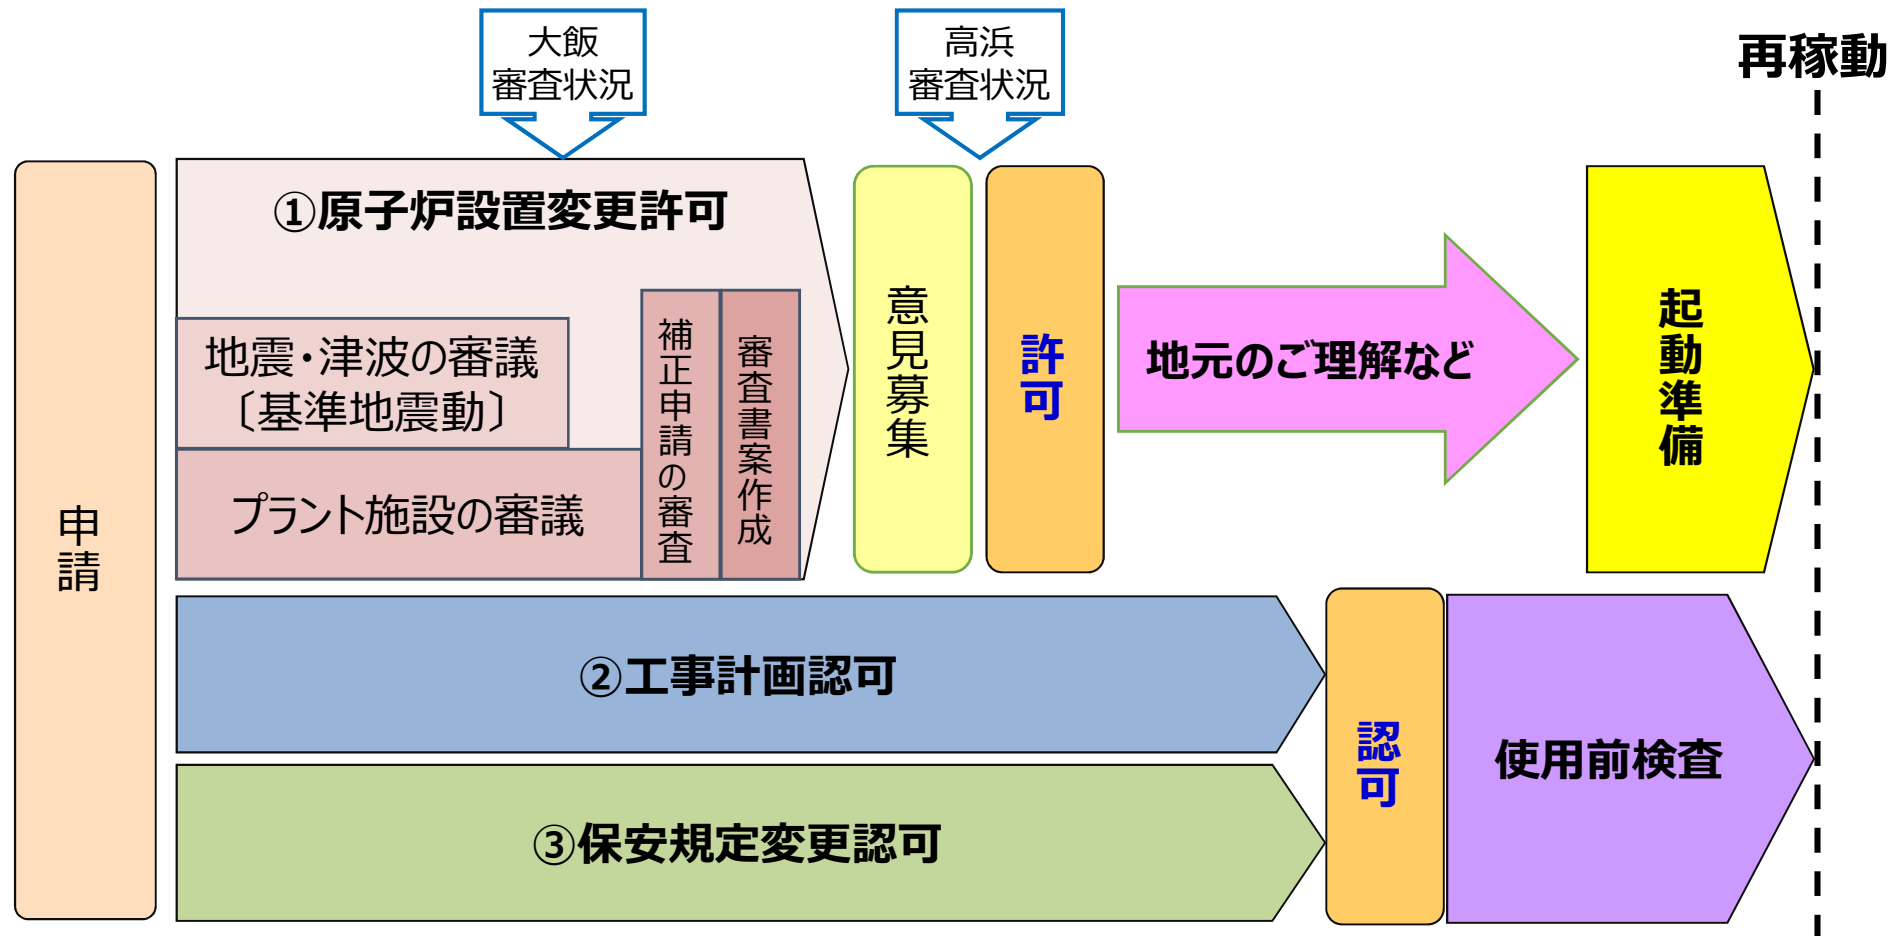 大飯
審査状況
高浜
審査状況
再稼動
申請
①原子炉設置変更許可
地震・津波の審議
〔基準地震動〕
プラント施設の審議
補正申請の審査
審査書案作成
意見募集
許可
地元のご理解など
起動準備
②工事計画認可
③保安規定変更認可
認可
使用前検査